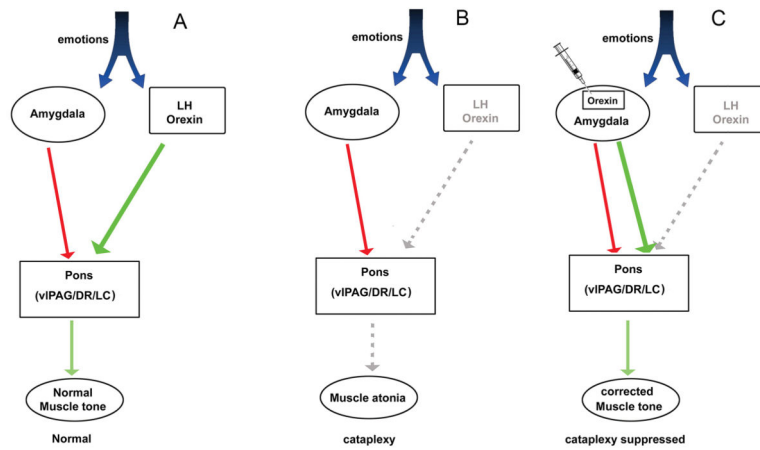 A
emotions
Amygdala
LH
Orexin
Pons
(vlPAG/DR/LC)
Normal
Muscle tone
Normal
B
emotions
Amygdala
LH
Orexin
Pons
(vlPAG/DR/LC)
Muscle atonia
cataplexy
C
emotions
Orexin
Amygdala
LH
Orexin
Pons
(vlPAG/DR/LC)
corrected
Muscle tone
cataplexy suppressed